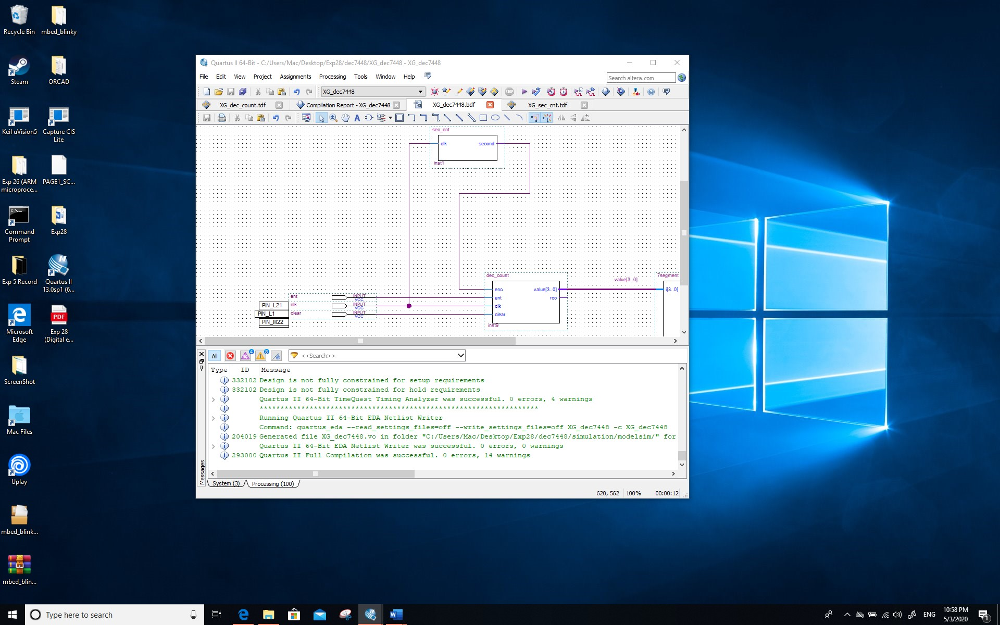 Recycle Bin
mbed_blinky
Steam
ORCAD
Keil uVision5
Capture CIS
Lite
Exp 26 (ARM
microproce...
PAGE1_SC...
Command
Prompt
Exp28
Exp 5 Record
Quartus II
13.0sp1 (6...
Microsoft
Edge
PDF
Exp 28
(Digital e...
ScreenShot
Mac Files
Uplay
mbed_blink...
mbed_blin...
Quartus II 64-Bit - C:/Users/Mac/Desktop/Exp28/dec7448/XG_dec7448 - XG_dec7448
File Edit View Project Assignments Processing Tools Window Help
Search altera.com
XG_dec7448
STOP
XG_dec_count.tdf
Compilation Report - XG_dec7448
XG_dec7448.bdf
XG_sec_cnt.tdf
A
sec_cnt
clk second
inst1
dec_count
enc value[3..0]
ent rco
clk
clear
inst9
value[3..0]
7segment
i[3..0]
ent INPUT
VCC
PIN_L21 clk INPUT
VCC
PIN_L1 clear INPUT
VCC
PIN_M22
Messages
All
4
8
<<Search>>
Type ID Message
332102 Design is not fully constrained for setup requirements
332102 Design is not fully constrained for hold requirements
Quartus II 64-Bit TimeQuest Timing Analyzer was successful. 0 errors, 4 warnings
*******************************************************************
Running Quartus II 64-Bit EDA Netlist Writer
Command: quartus_eda --read_settings_files=off --write_settings_files=off XG_dec7448 -c XG_dec7448
204019 Generated file XG_dec7448.vo in folder "C:/Users/Mac/Desktop/Exp28/dec7448/simulation/modelsim/" for
Quartus II 64-Bit EDA Netlist Writer was successful. 0 errors, 0 warnings
293000 Quartus II Full Compilation was successful. 0 errors, 14 warnings
System (3)
Processing (100)
620, 562
100%
00:00:12
Type here to search
ENG
10:58 PM
5/3/2020
1